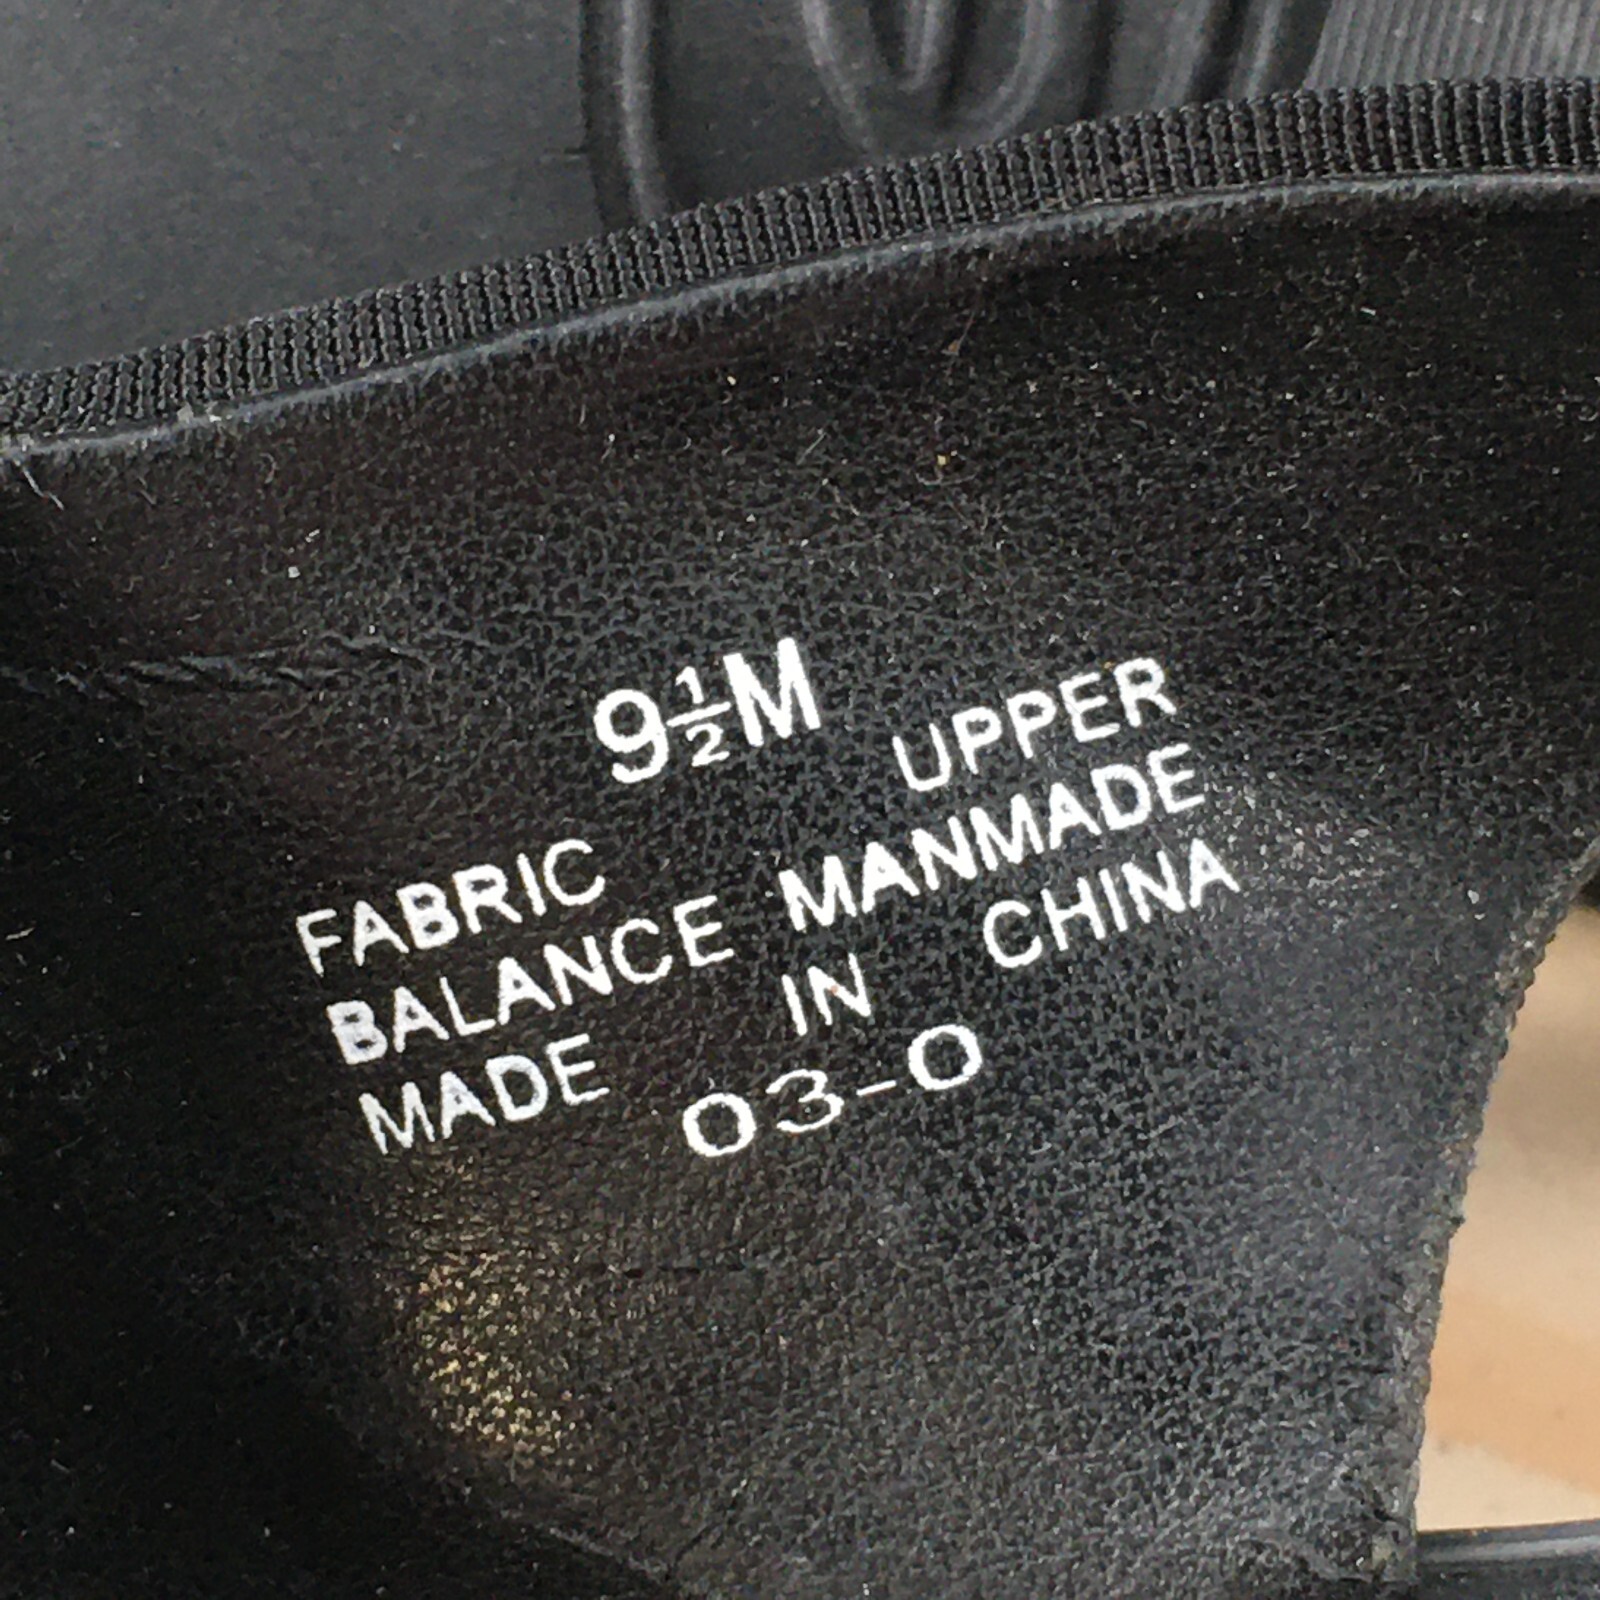 9½M
FABRIC UPPER
BALANCE MANMADE
MADE IN CHINA
03-0